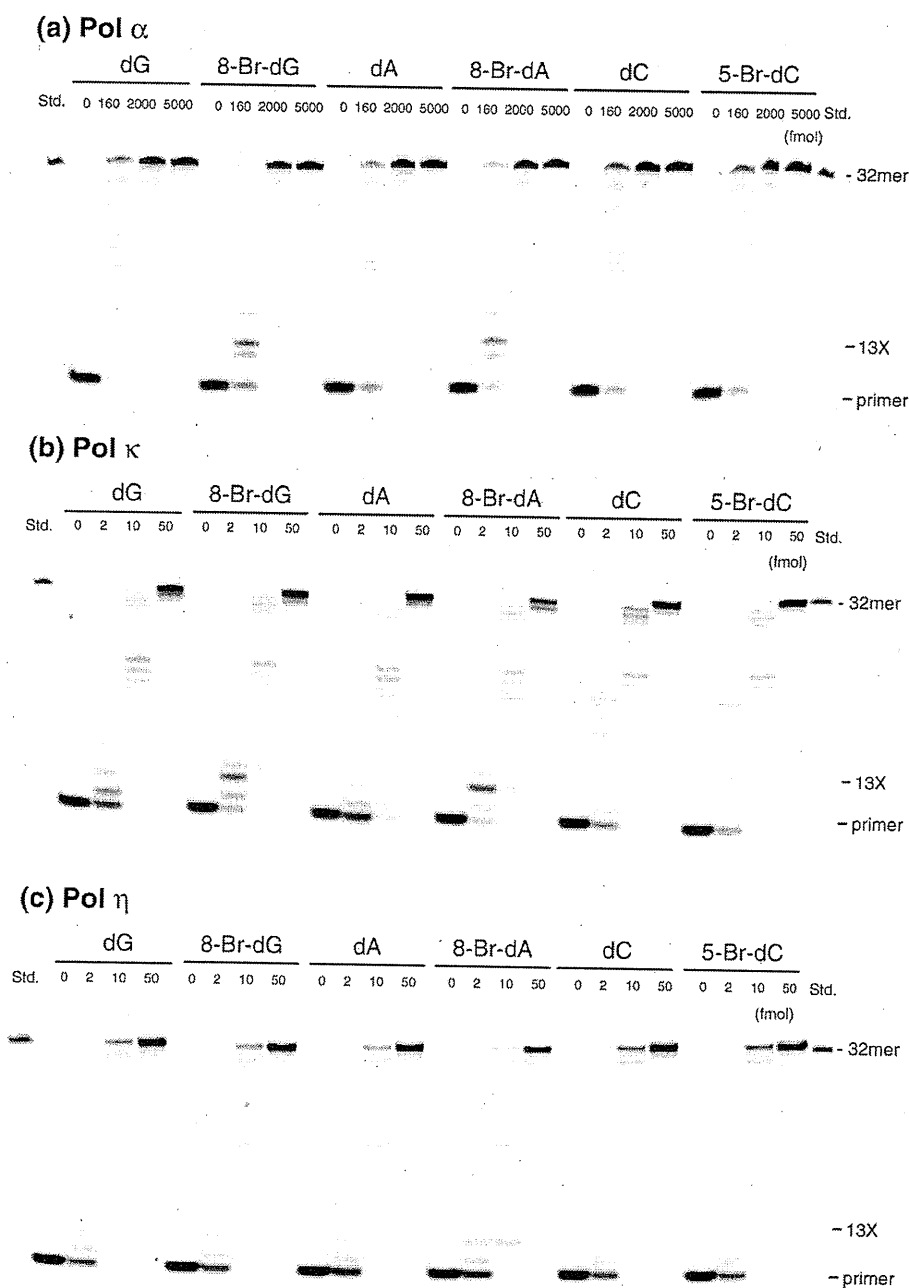 (a) Pol α
dG 8-Br-dG dA 8-Br-dA dC 5-Br-dC
Std. 0 160 2000 5000 0 160 2000 5000 0 160 2000 5000 0 160 2000 5000 0 160 2000 5000 0 160 2000 5000 Std.
(fmol)
- 32mer
- 13X
- primer
(b) Pol κ
dG 8-Br-dG dA 8-Br-dA dC 5-Br-dC
Std. 0 2 10 50 0 2 10 50 0 2 10 50 0 2 10 50 0 2 10 50 0 2 10 50 Std.
(fmol)
- 32mer
- 13X
- primer
(c) Pol η
dG 8-Br-dG dA 8-Br-dA dC 5-Br-dC
Std. 0 2 10 50 0 2 10 50 0 2 10 50 0 2 10 50 0 2 10 50 0 2 10 50 Std.
(fmol)
- 32mer
- 13X
- primer